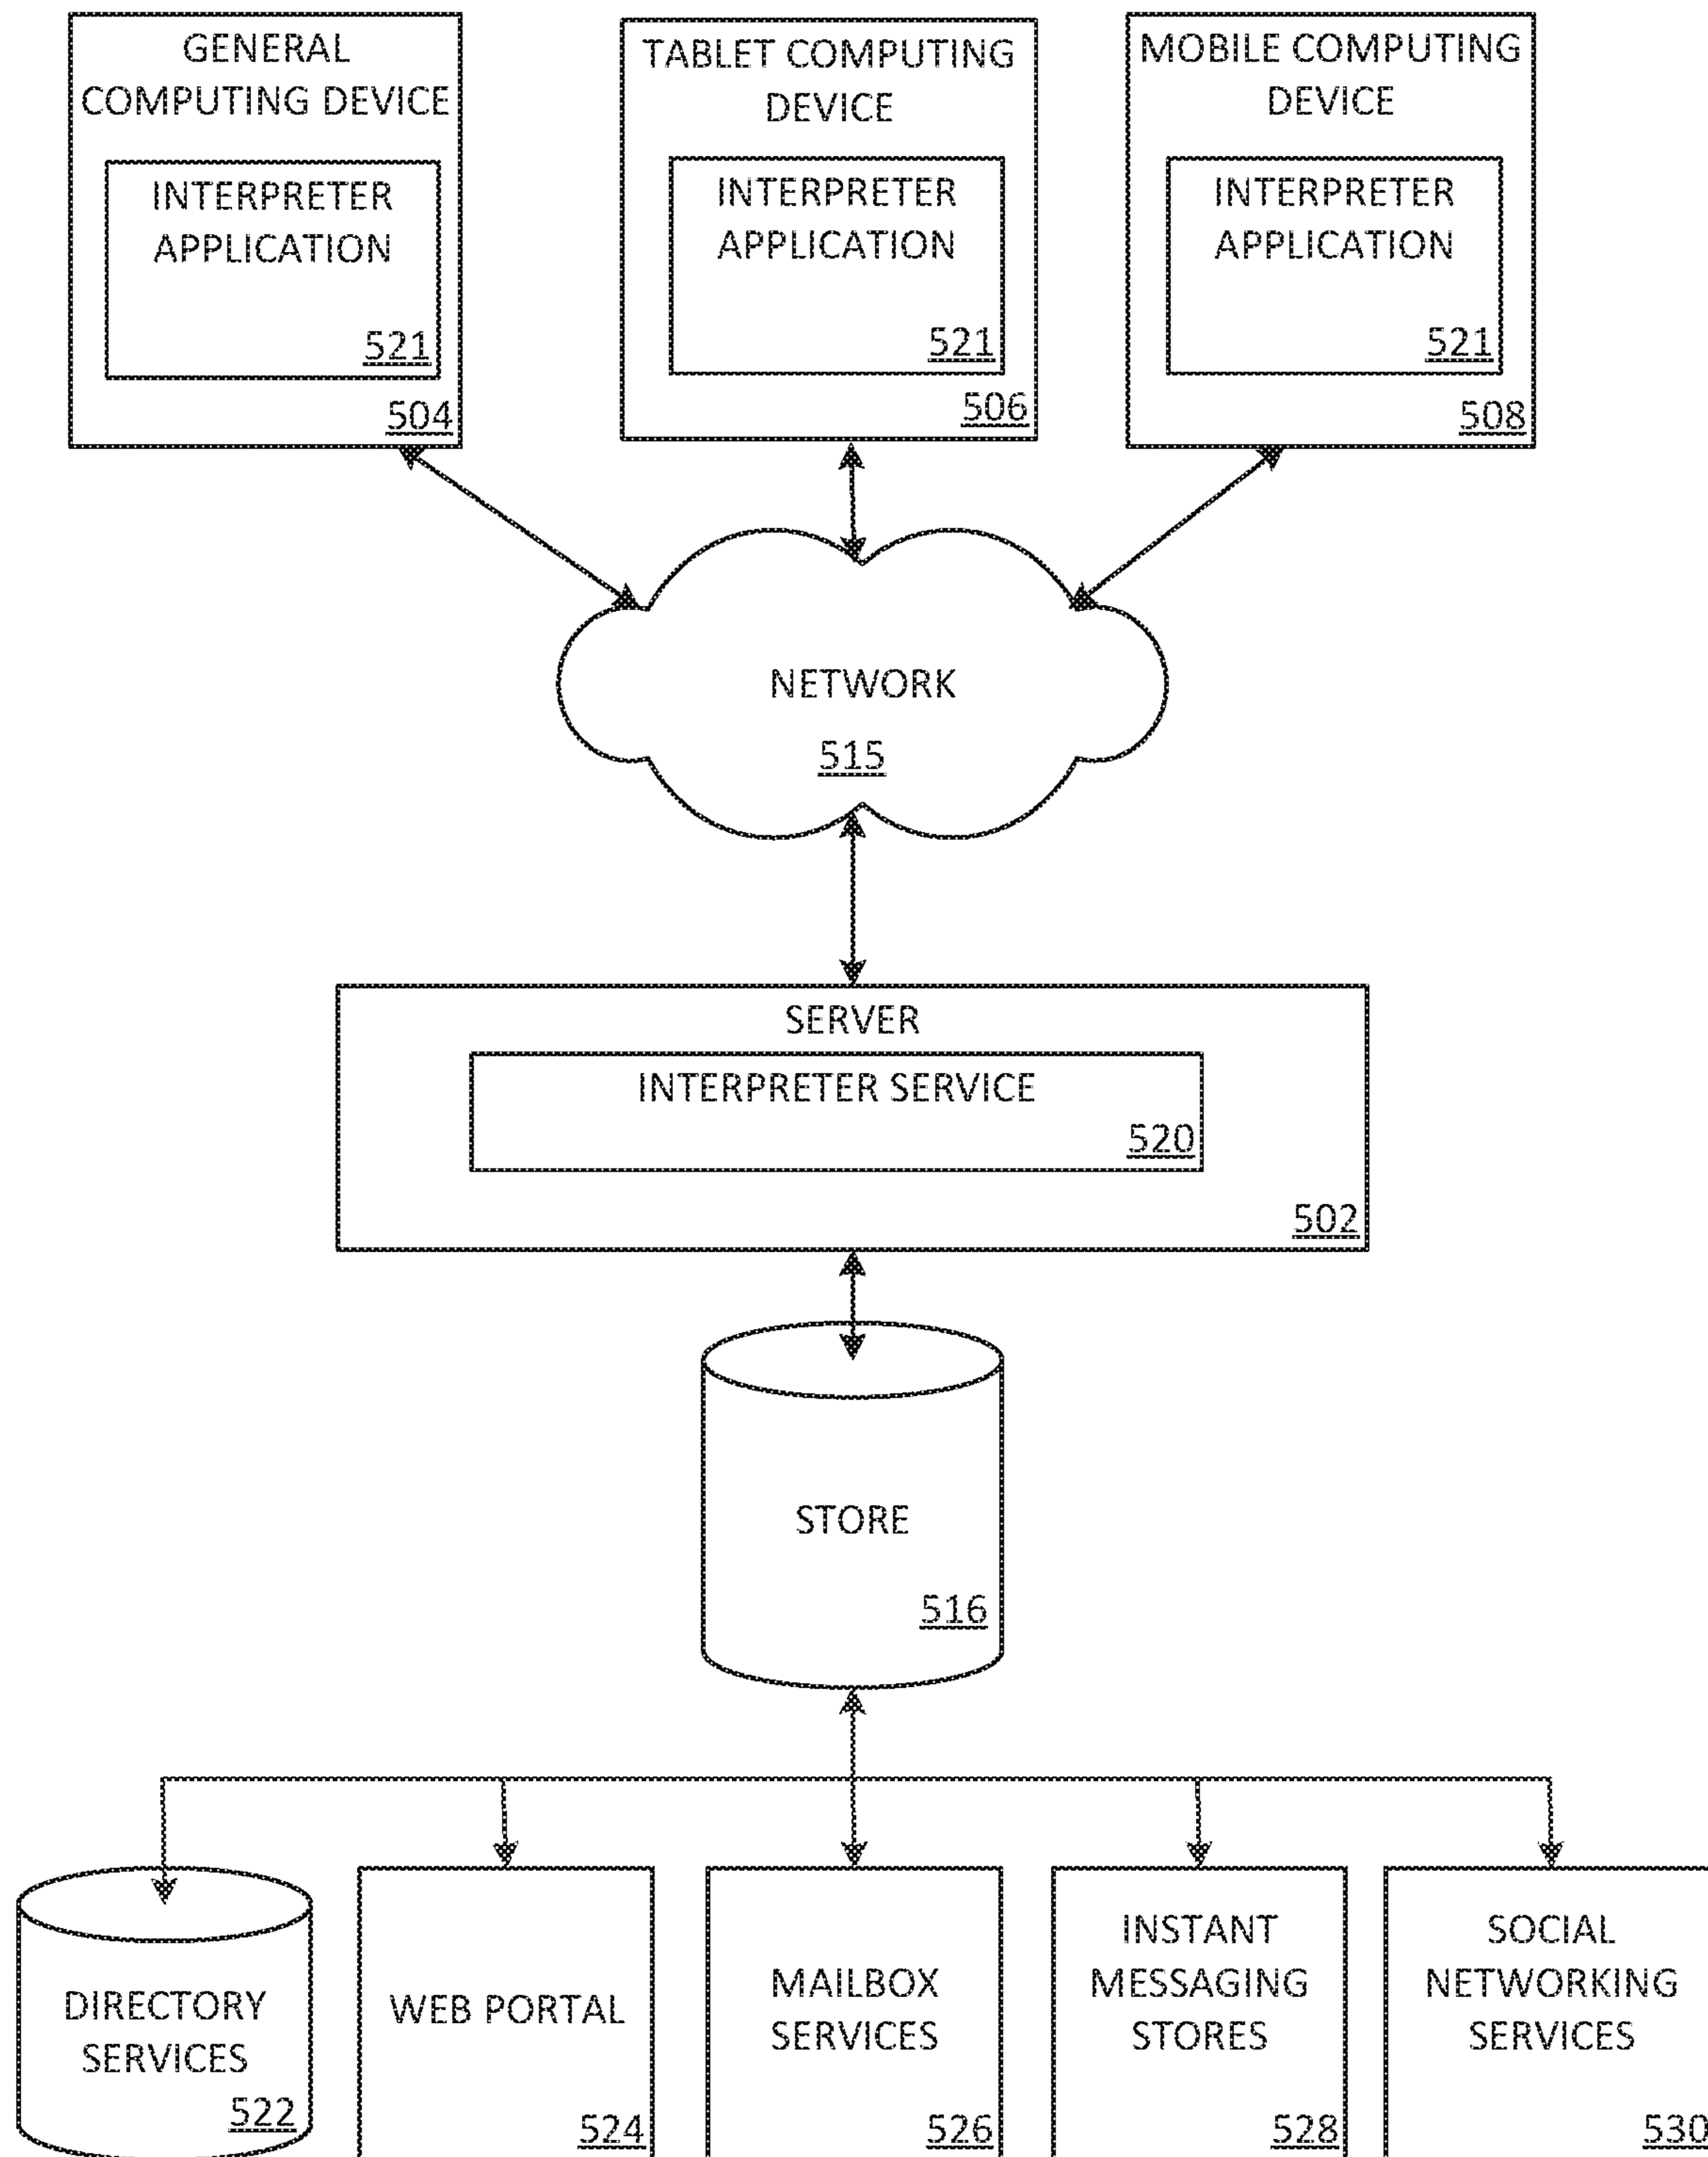 GENERAL
COMPUTING DEVICE
INTERPRETER
APPLICATION
521
504
TABLET COMPUTING
DEVICE
INTERPRETER
APPLICATION
521
506
MOBILE COMPUTING
DEVICE
INTERPRETER
APPLICATION
521
508
NETWORK
515
SERVER
INTERPRETER SERVICE
520
502
STORE
516
DIRECTORY
SERVICES
522
WEB PORTAL
524
MAILBOX
SERVICES
526
INSTANT
MESSAGING
STORES
528
SOCIAL
NETWORKING
SERVICES
530